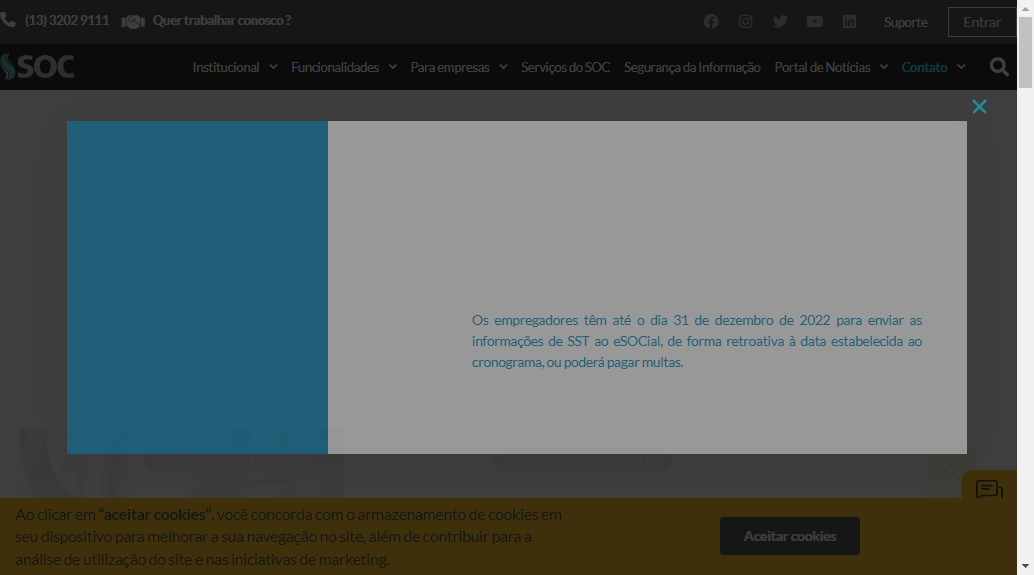 (13) 3202 9111 Quer trabalhar conosco ? Suporte Entrar
SOC Institucional Funcionalidades Para empresas Serviços do SOC Segurança da Informação Portal de Notícias Contato
Os empregadores têm até o dia 31 de dezembro de 2022 para enviar as
informações de SST ao eSOCial, de forma retroativa à data estabelecida ao
cronograma, ou poderá pagar multas.
Ao clicar em “aceitar cookies”, você concorda com o armazenamento de cookies em
seu dispositivo para melhorar a sua navegação no site, além de contribuir para a
análise de utilização do site e nas iniciativas de marketing.
Aceitar cookies